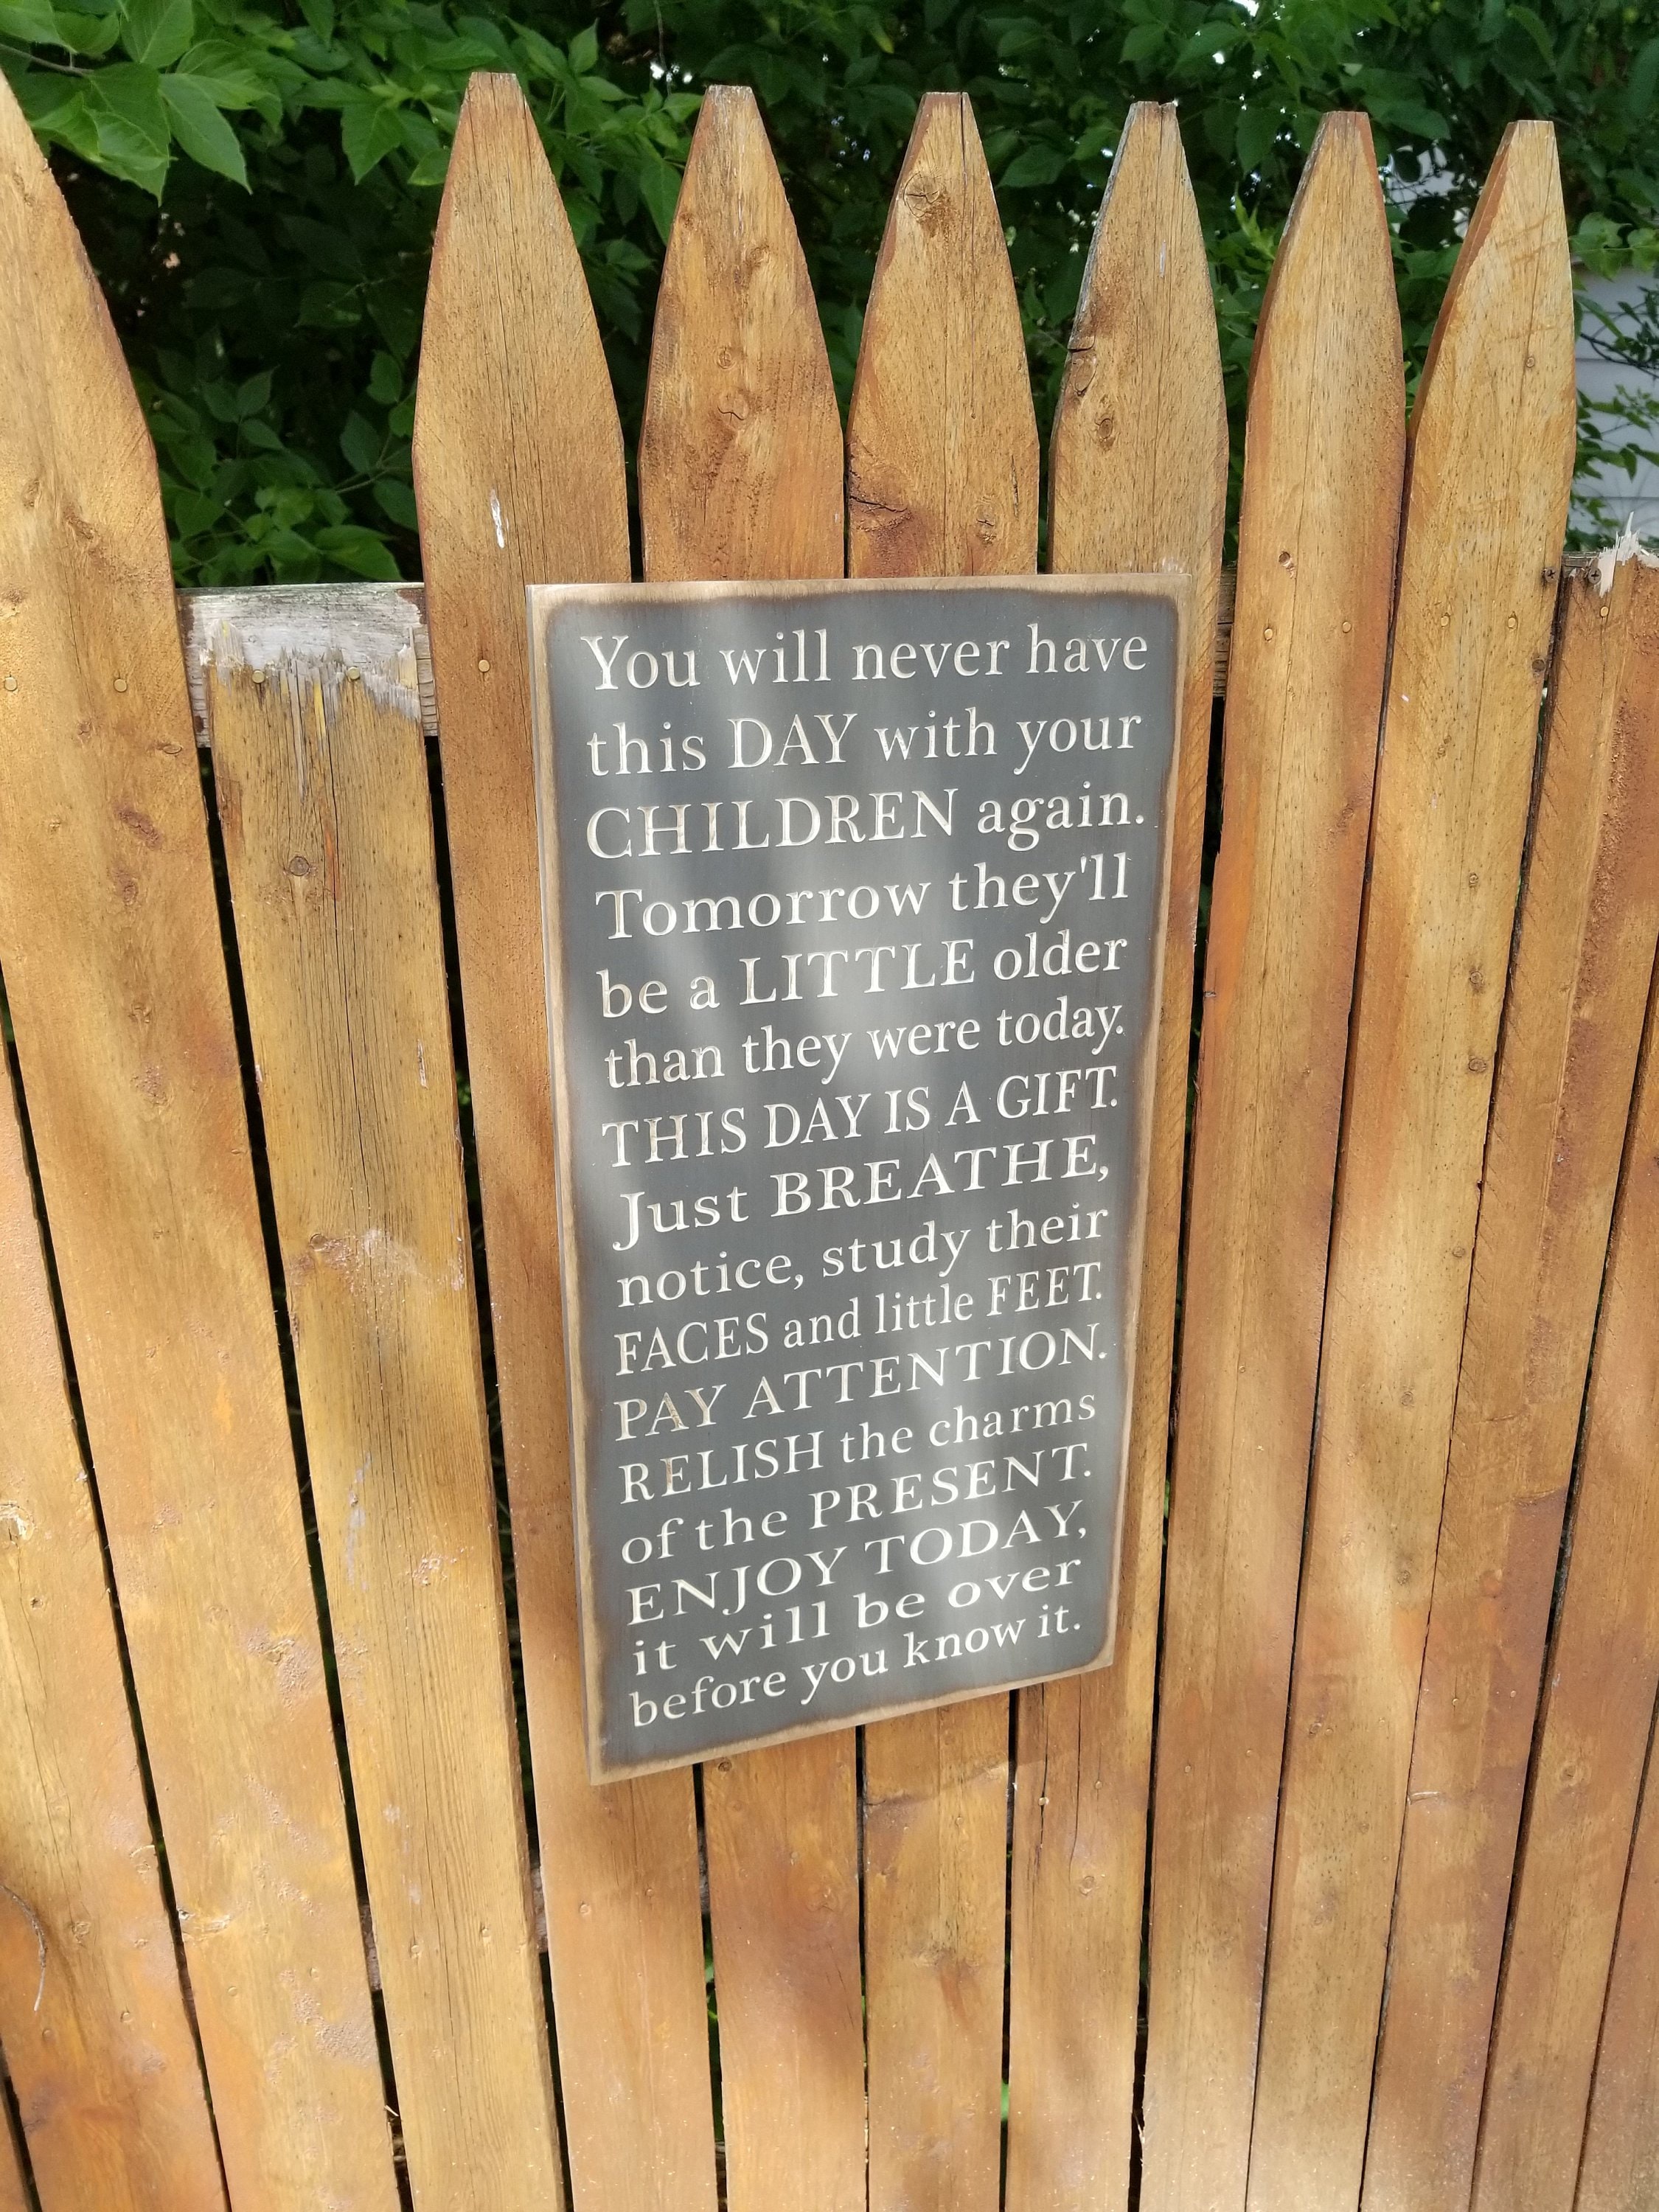 You will never have
this DAY with your
CHILDREN again.
Tomorrow they'll
be a LITTLE older
than they were today.
THIS DAY IS A GIFT.
Just BREATHE,
notice, study their
FACES and little FEET.
PAY ATTENTION.
RELISH the charms
of the PRESENT.
ENJOY TODAY,
it will be over
before you know it.